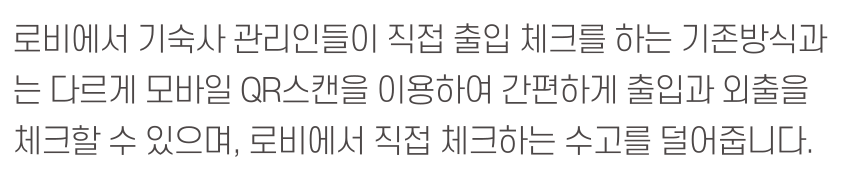 로비에서 기숙사 관리인들이 직접 출입 체크를 하는 기존방식과
는 다르게 모바일 QR스캔을 이용하여 간편하게 출입과 외출을
체크할 수 있으며, 로비에서 직접 체크하는 수고를 덜어줍니다.